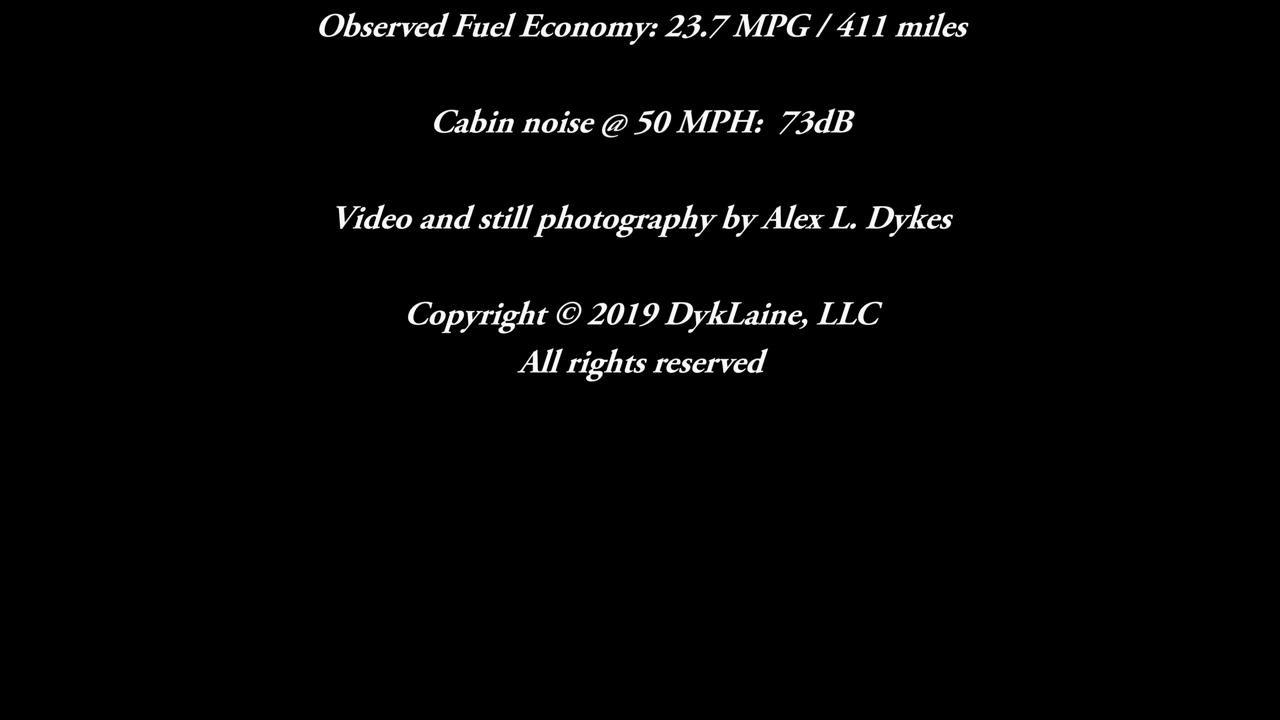 Observed Fuel Economy: 23.7 MPG / 411 miles
Cabin noise @ 50 MPH:  73dB
Video and still photography by Alex L. Dykes
Copyright © 2019 DykLaine, LLC
All rights reserved